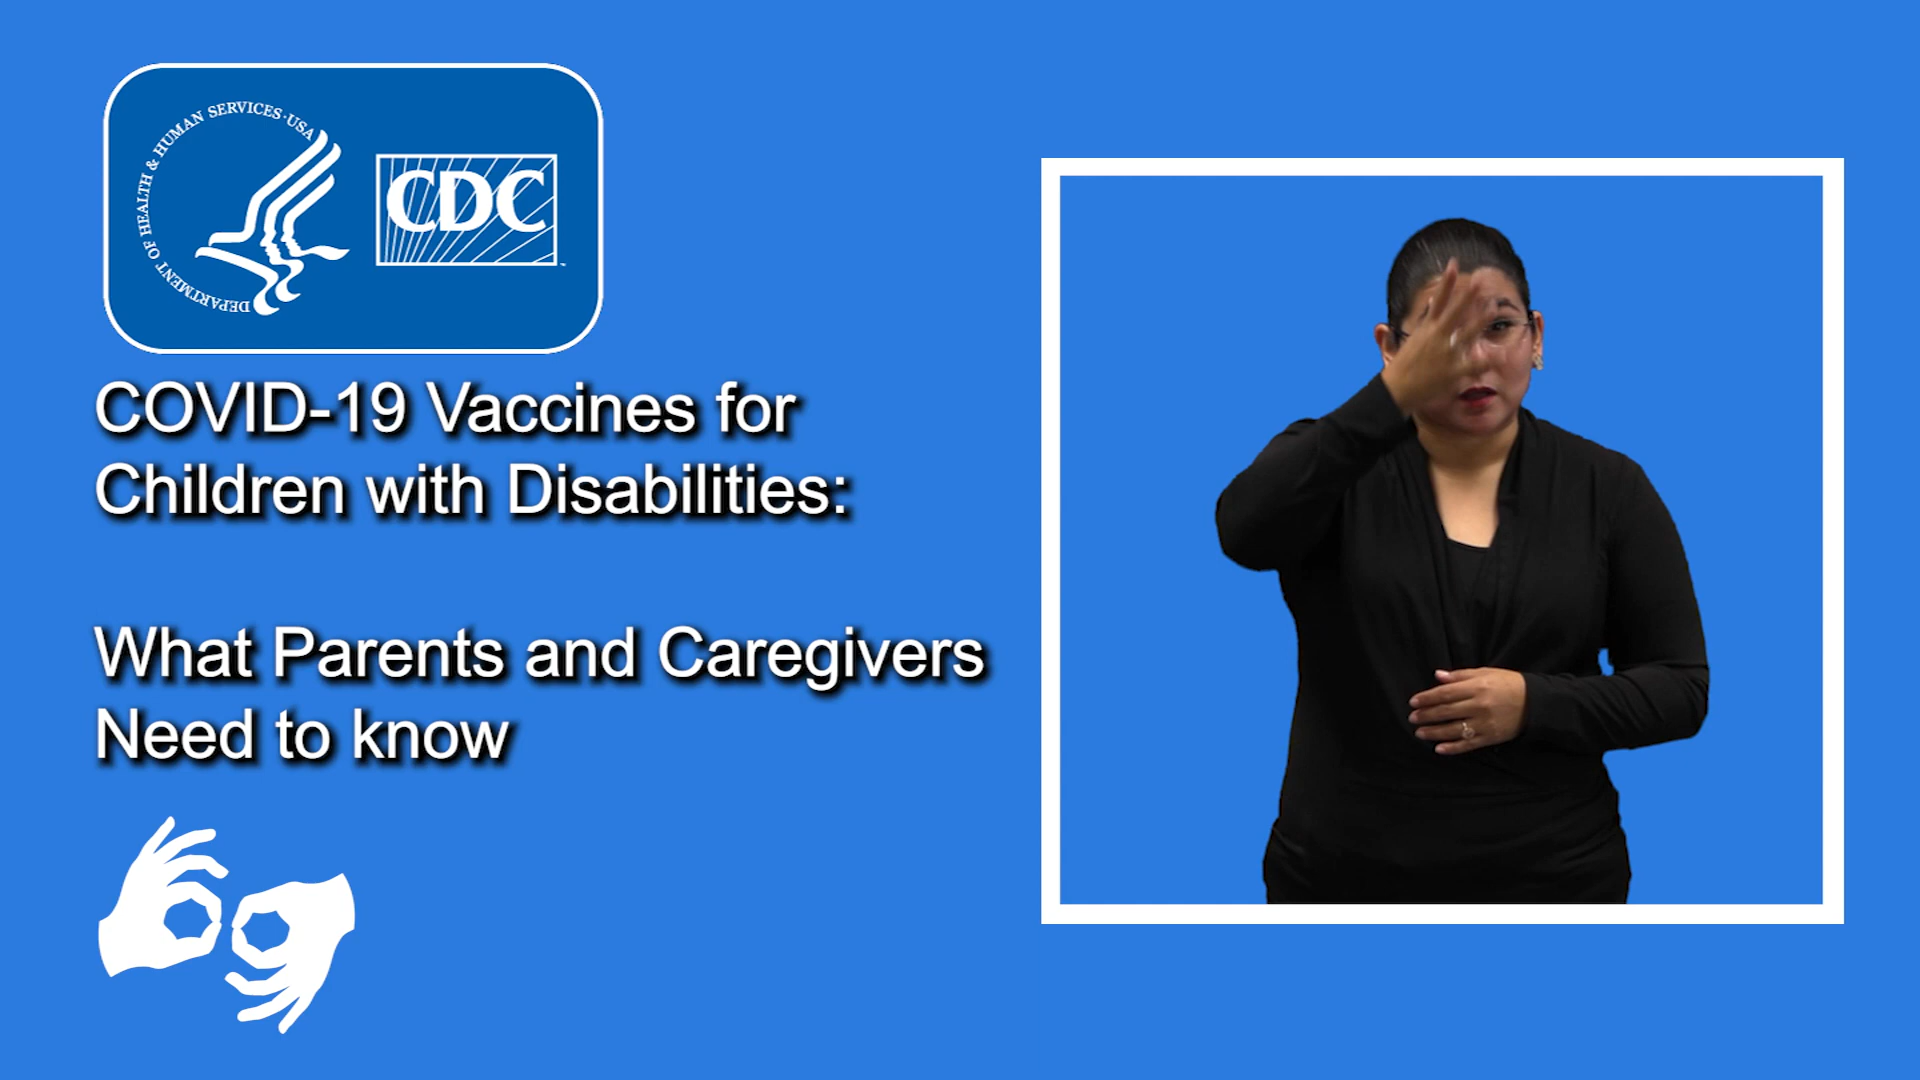 DEPARTMENT OF HEALTH & HUMAN SERVICES·USA
CDC
™
COVID-19 Vaccines for
Children with Disabilities:
What Parents and Caregivers
Need to know